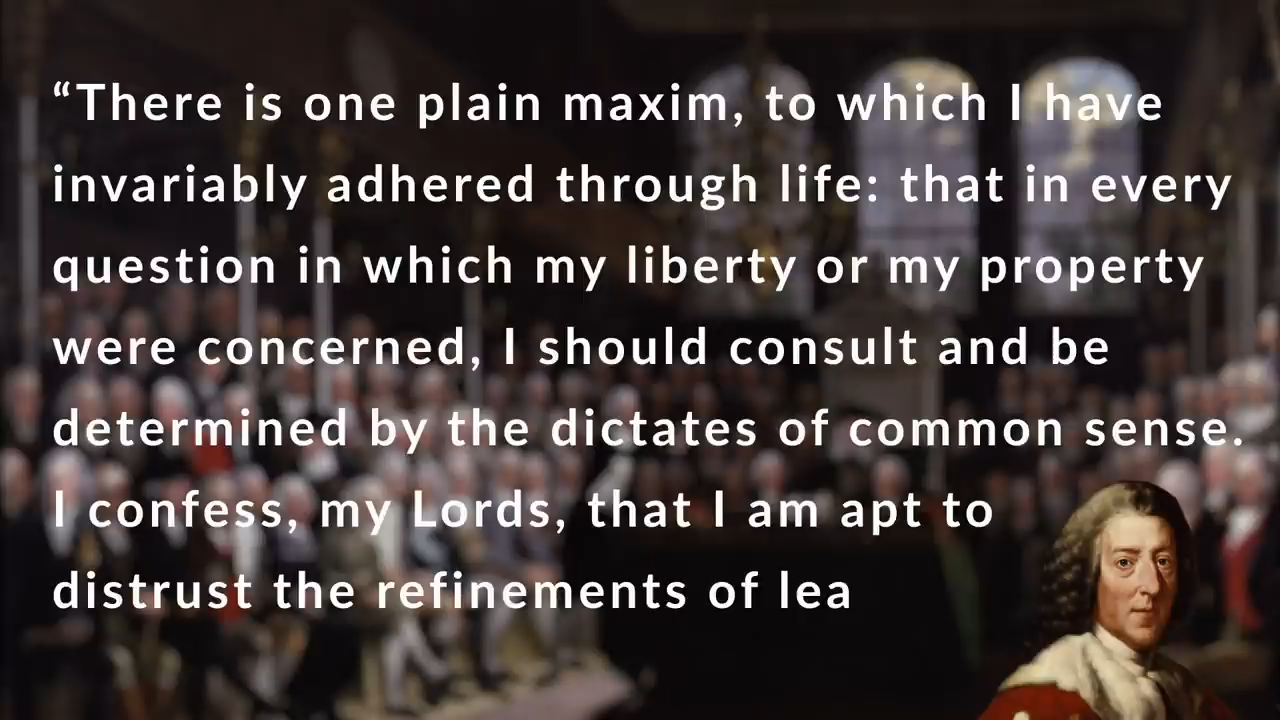 “There is one plain maxim, to which I have
invariably adhered through life: that in every
question in which my liberty or my property
were concerned, I should consult and be
determined by the dictates of common sense.
I confess, my Lords, that I am apt to
distrust the refinements of lea